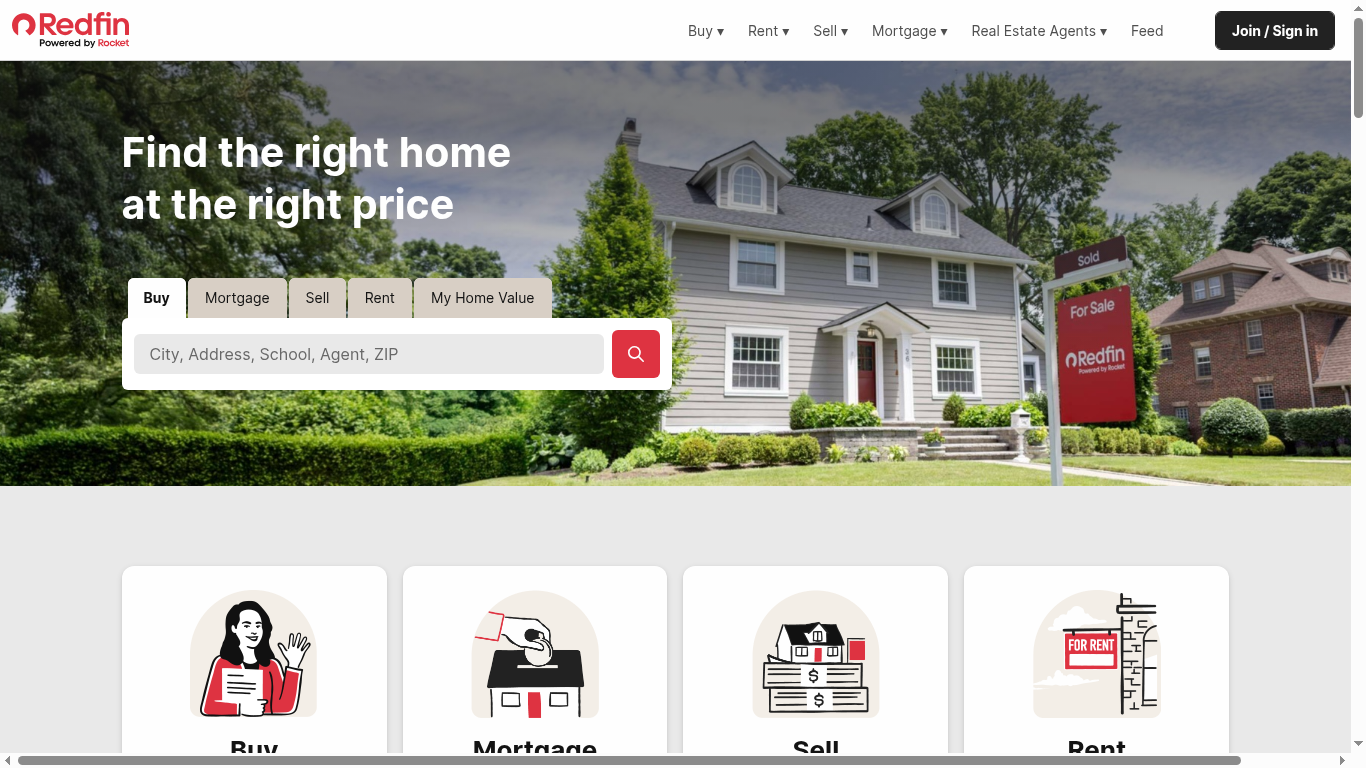 Redfin
Powered by Rocket
Buy ▾ Rent ▾ Sell ▾ Mortgage ▾ Real Estate Agents ▾ Feed Join / Sign in
Find the right home
at the right price
Buy Mortgage Sell Rent My Home Value
City, Address, School, Agent, ZIP
Sold
For Sale
Redfin
Powered by Rocket
36
$
$
FOR RENT
Buy Mortgage Sell Rent